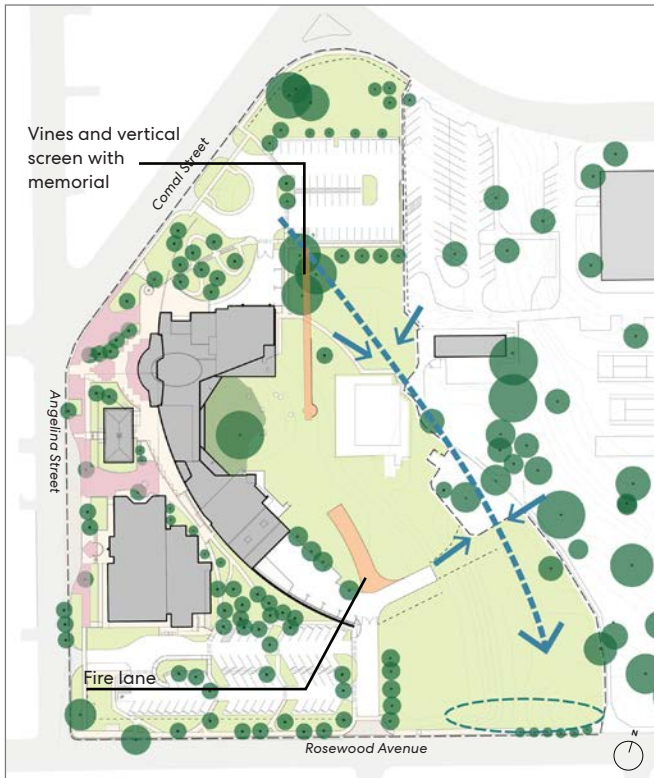 Vines and vertical
screen with
memorial
Comal Street
Angelina Street
Fire lane
Rosewood Avenue
N